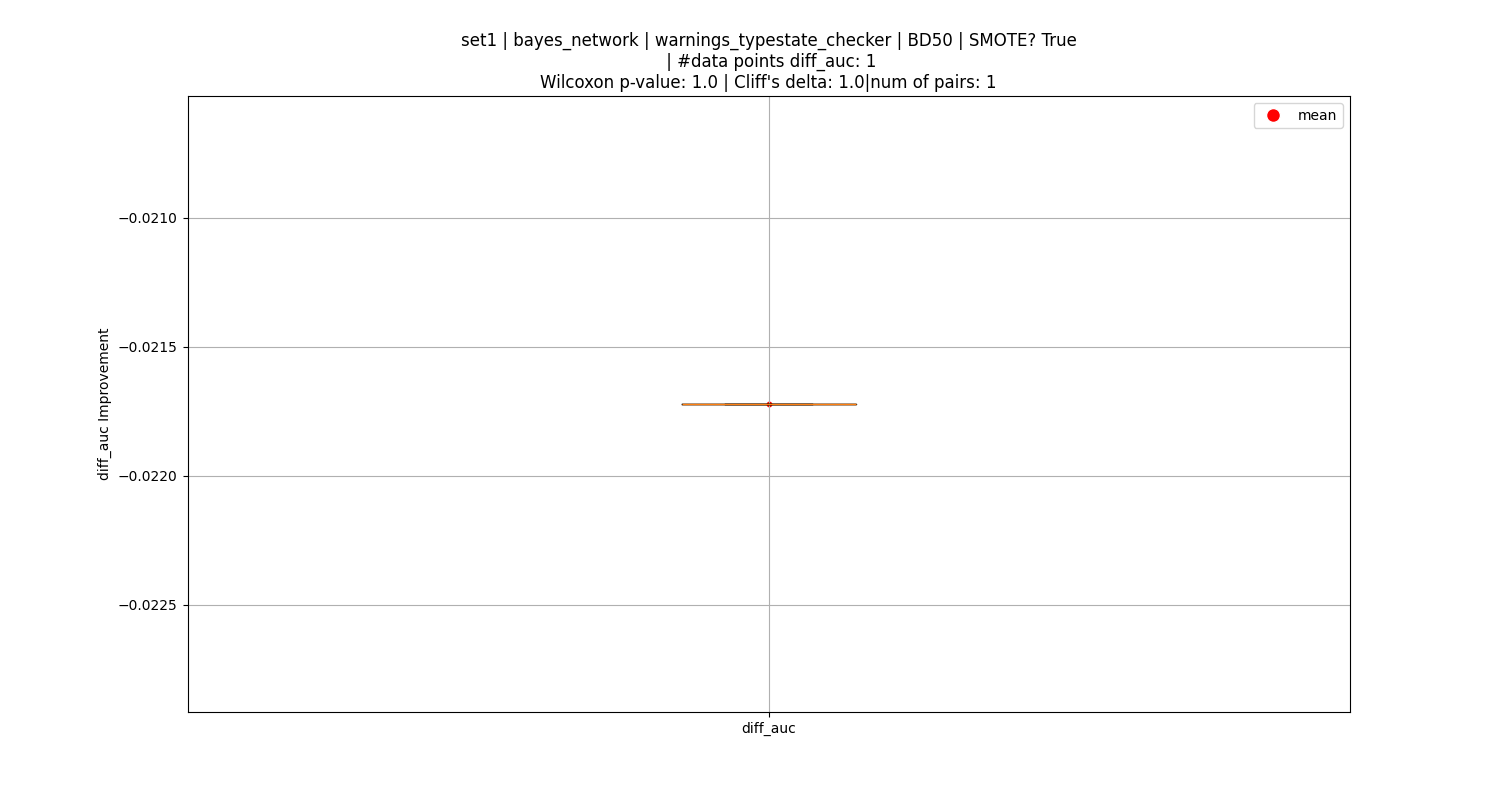 set1 | bayes_network | warnings_typestate_checker | BD50 | SMOTE? True
| #data points diff_auc: 1
Wilcoxon p-value: 1.0 | Cliff's delta: 1.0|num of pairs: 1
mean
−0.0210
−0.0215
−0.0220
−0.0225
diff_auc Improvement
diff_auc